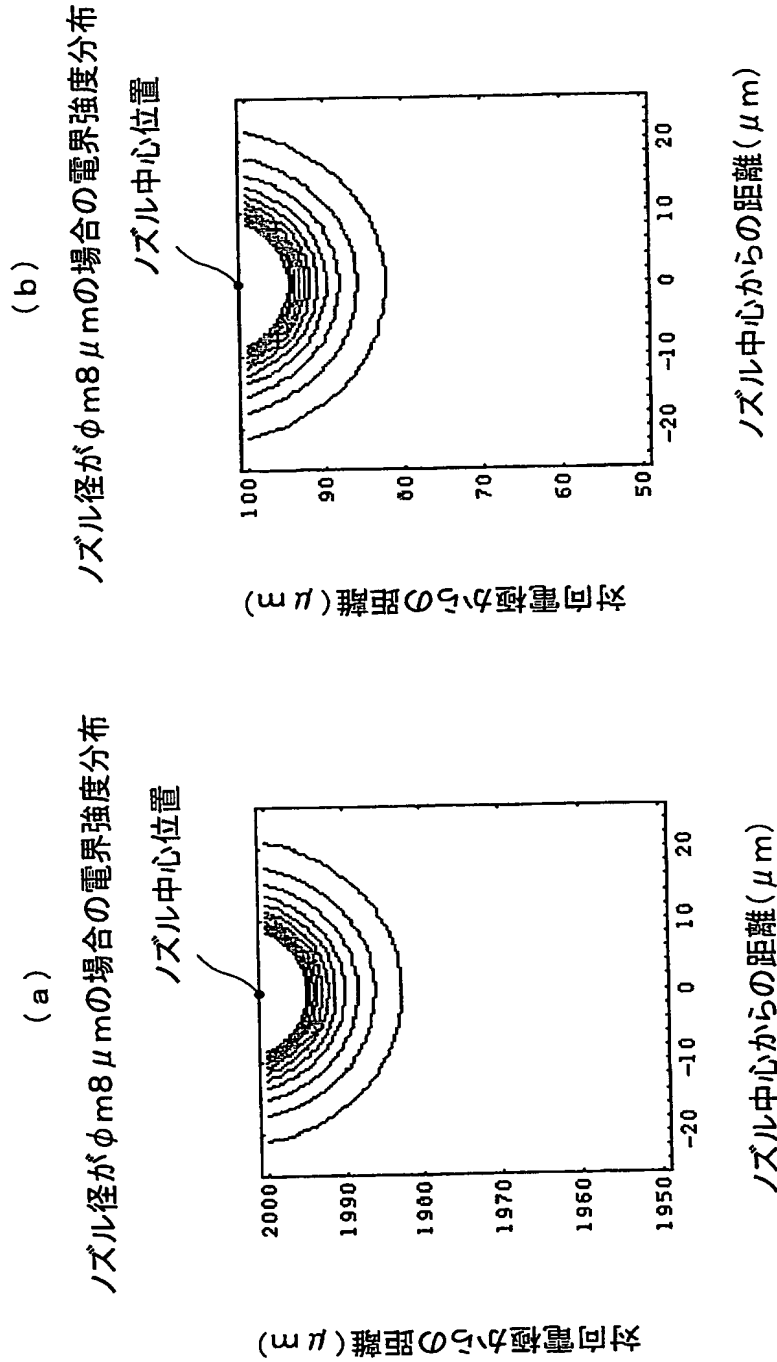 (a)
ノズル径がφm8μmの場合の電界強度分布
ノズル中心位置
対向電極からの距離(μm)
2000
1990
1980
1970
1960
1950
-20
-10
0
10
20
ノズル中心からの距離(μm)
(b)
ノズル径がφm8μmの場合の電界強度分布
ノズル中心位置
対向電極からの距離(μm)
100
90
80
70
60
50
-20
-10
0
10
20
ノズル中心からの距離(μm)